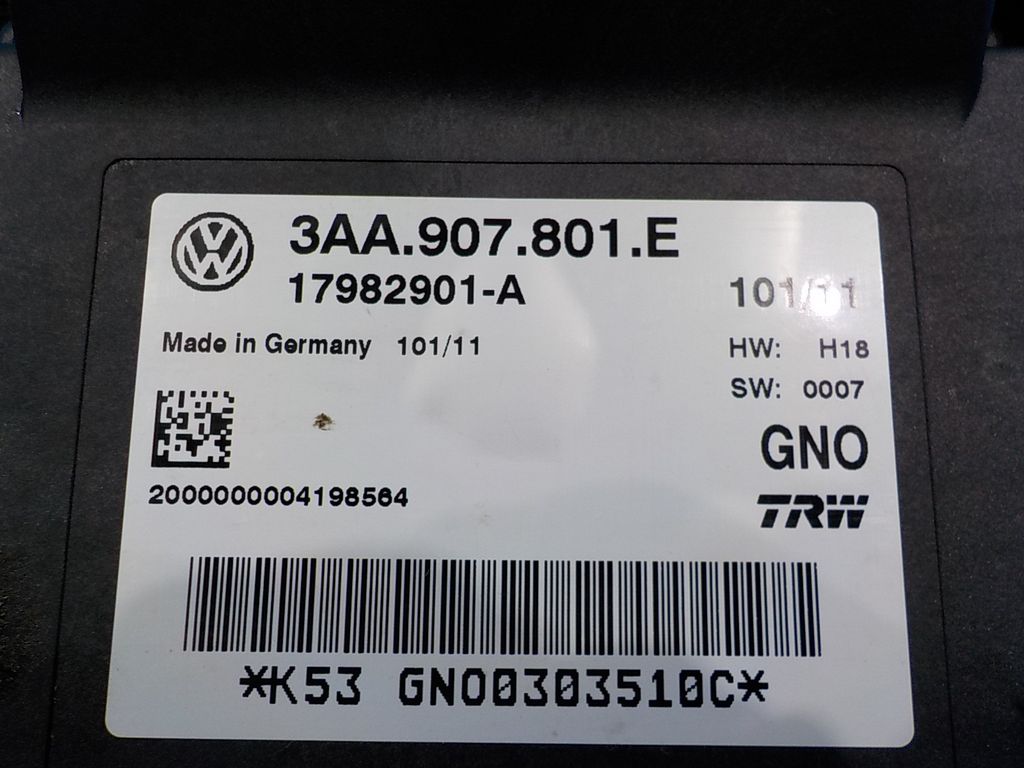 3AA.907.801.E
17982901-A
101/11
Made in Germany 101/11
HW: H18
SW: 0007
GNO
2000000004198564
TRW
*K53 GNO0303510C*